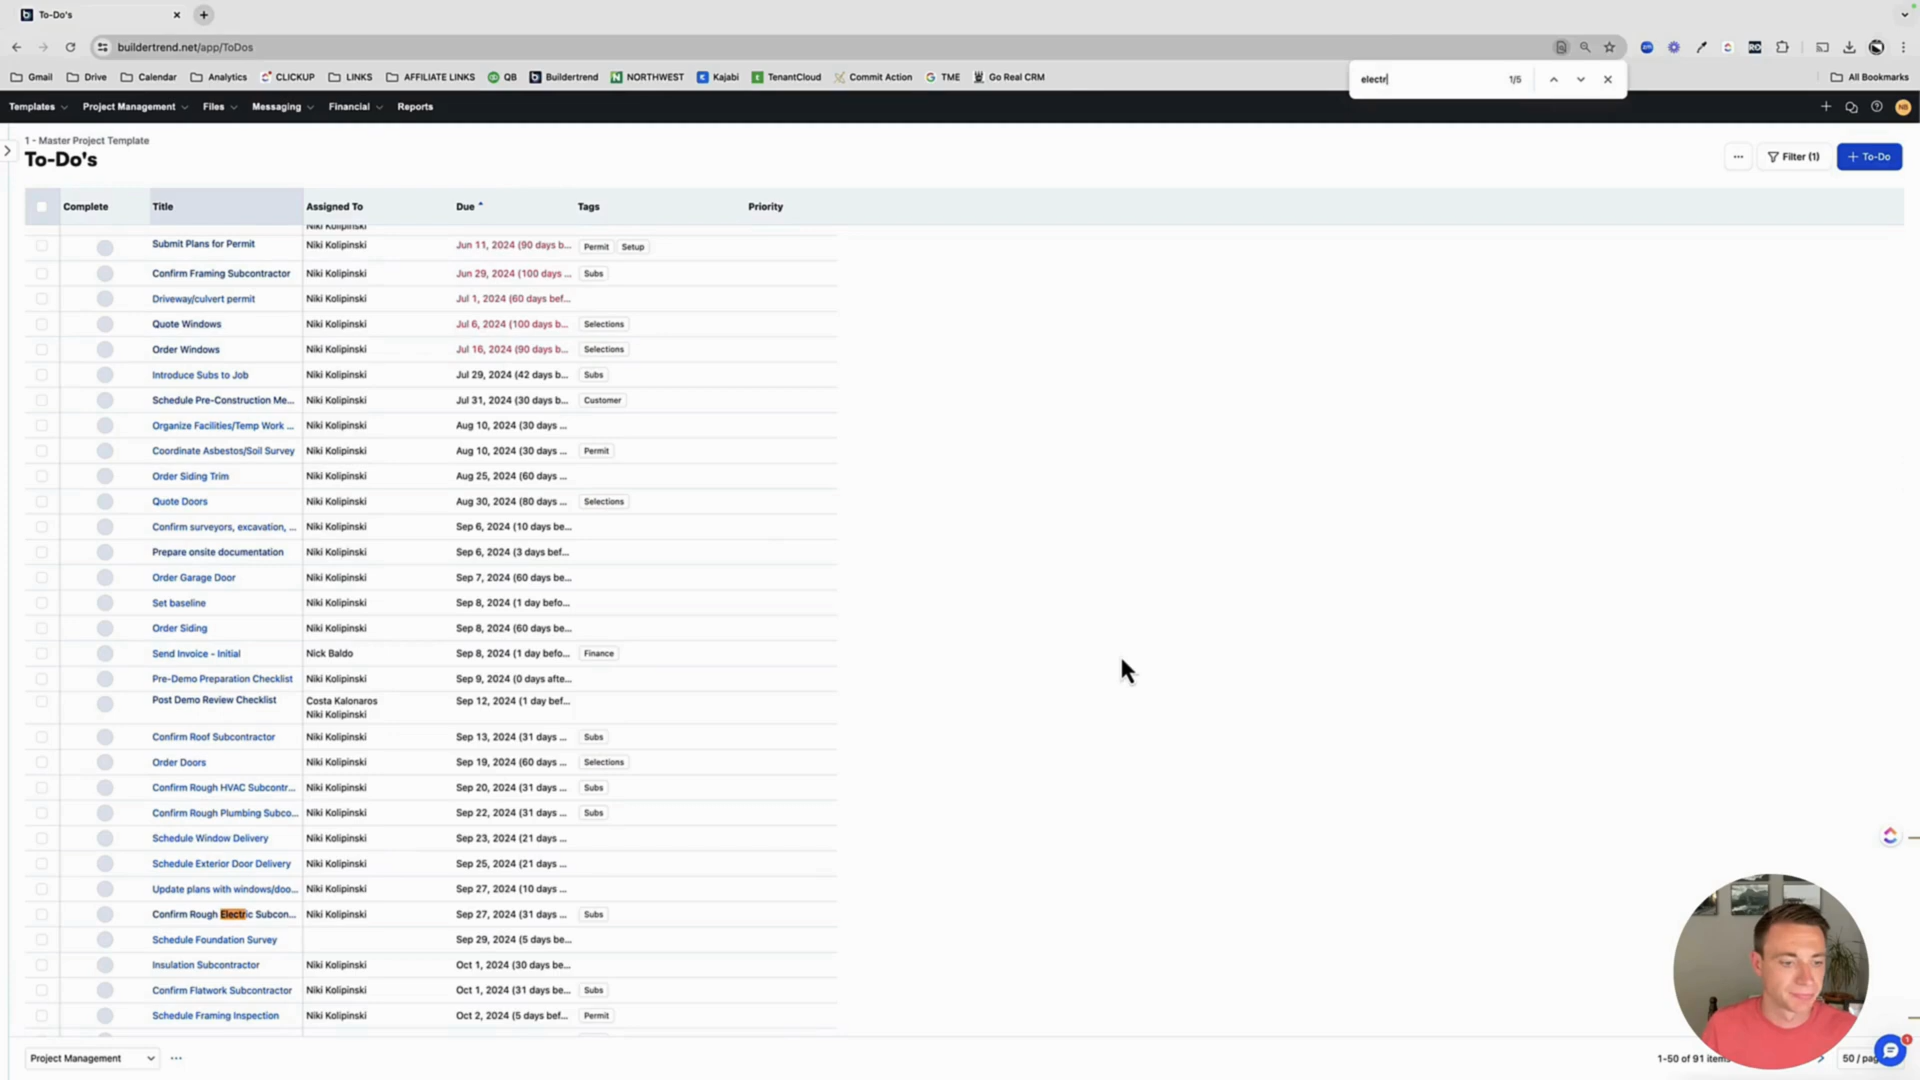 To-Do's
buildertrend.net/app/ToDos
Gmail Drive Calendar Analytics CLICKUP LINKS AFFILIATE LINKS QB Buildertrend NORTHWEST Kajabi TenantCloud Commit Action TME Go Real CRM All Bookmarks
electr 1/5
Templates Project Management Files Messaging Financial Reports NB
1 - Master Project Template
To-Do's
Filter (1) + To-Do
Complete Title Assigned To Due Tags Priority
Niki Kolipinski
Submit Plans for Permit Niki Kolipinski Jun 11, 2024 (90 days b... Permit Setup
Confirm Framing Subcontractor Niki Kolipinski Jun 29, 2024 (100 days ... Subs
Driveway/culvert permit Niki Kolipinski Jul 1, 2024 (60 days bef...
Quote Windows Niki Kolipinski Jul 6, 2024 (100 days b... Selections
Order Windows Niki Kolipinski Jul 16, 2024 (90 days b... Selections
Introduce Subs to Job Niki Kolipinski Jul 29, 2024 (42 days b... Subs
Schedule Pre-Construction Me... Niki Kolipinski Jul 31, 2024 (30 days b... Customer
Organize Facilities/Temp Work ... Niki Kolipinski Aug 10, 2024 (30 days ...
Coordinate Asbestos/Soil Survey Niki Kolipinski Aug 10, 2024 (30 days ... Permit
Order Siding Trim Niki Kolipinski Aug 25, 2024 (60 days ...
Quote Doors Niki Kolipinski Aug 30, 2024 (80 days ... Selections
Confirm surveyors, excavation, ... Niki Kolipinski Sep 6, 2024 (10 days be...
Prepare onsite documentation Niki Kolipinski Sep 6, 2024 (3 days bef...
Order Garage Door Niki Kolipinski Sep 7, 2024 (60 days be...
Set baseline Niki Kolipinski Sep 8, 2024 (1 day befo...
Order Siding Niki Kolipinski Sep 8, 2024 (60 days be...
Send Invoice - Initial Nick Baldo Sep 8, 2024 (1 day befo... Finance
Pre-Demo Preparation Checklist Niki Kolipinski Sep 9, 2024 (0 days afte...
Post Demo Review Checklist Costa Kalonaros Sep 12, 2024 (1 day bef...
Niki Kolipinski
Confirm Roof Subcontractor Niki Kolipinski Sep 13, 2024 (31 days ... Subs
Order Doors Niki Kolipinski Sep 19, 2024 (60 days ... Selections
Confirm Rough HVAC Subcontr... Niki Kolipinski Sep 20, 2024 (31 days ... Subs
Confirm Rough Plumbing Subco... Niki Kolipinski Sep 22, 2024 (31 days ... Subs
Schedule Window Delivery Niki Kolipinski Sep 23, 2024 (21 days ...
Schedule Exterior Door Delivery Niki Kolipinski Sep 25, 2024 (21 days ...
Update plans with windows/doo... Niki Kolipinski Sep 27, 2024 (10 days ...
Confirm Rough Electric Subcon... Niki Kolipinski Sep 27, 2024 (31 days ... Subs
Schedule Foundation Survey Sep 29, 2024 (5 days be...
Insulation Subcontractor Niki Kolipinski Oct 1, 2024 (30 days be...
Confirm Flatwork Subcontractor Niki Kolipinski Oct 1, 2024 (31 days be... Subs
Schedule Framing Inspection Niki Kolipinski Oct 2, 2024 (5 days bef... Permit
Project Management ... 1-50 of 91 items 50 / pag
1